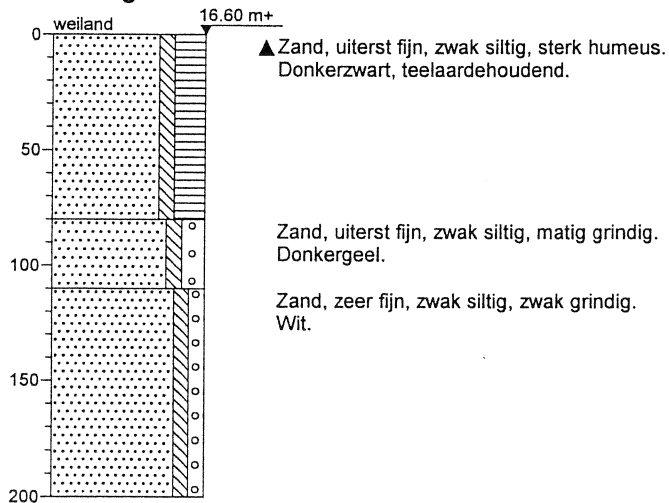 16.60 m+
weiland
0
▲ Zand, uiterst fijn, zwak siltig, sterk humeus.
Donkerzwart, teelaardehoudend.
50
Zand, uiterst fijn, zwak siltig, matig grindig.
Donkergeel.
100
Zand, zeer fijn, zwak siltig, zwak grindig.
Wit.
150
200